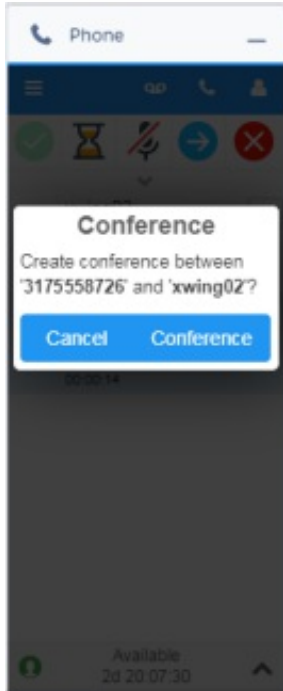 Phone
Conference
Create conference between
'3175558726' and 'xwing02'?
Cancel Conference
00:00:14
Available
2d 20:07:30